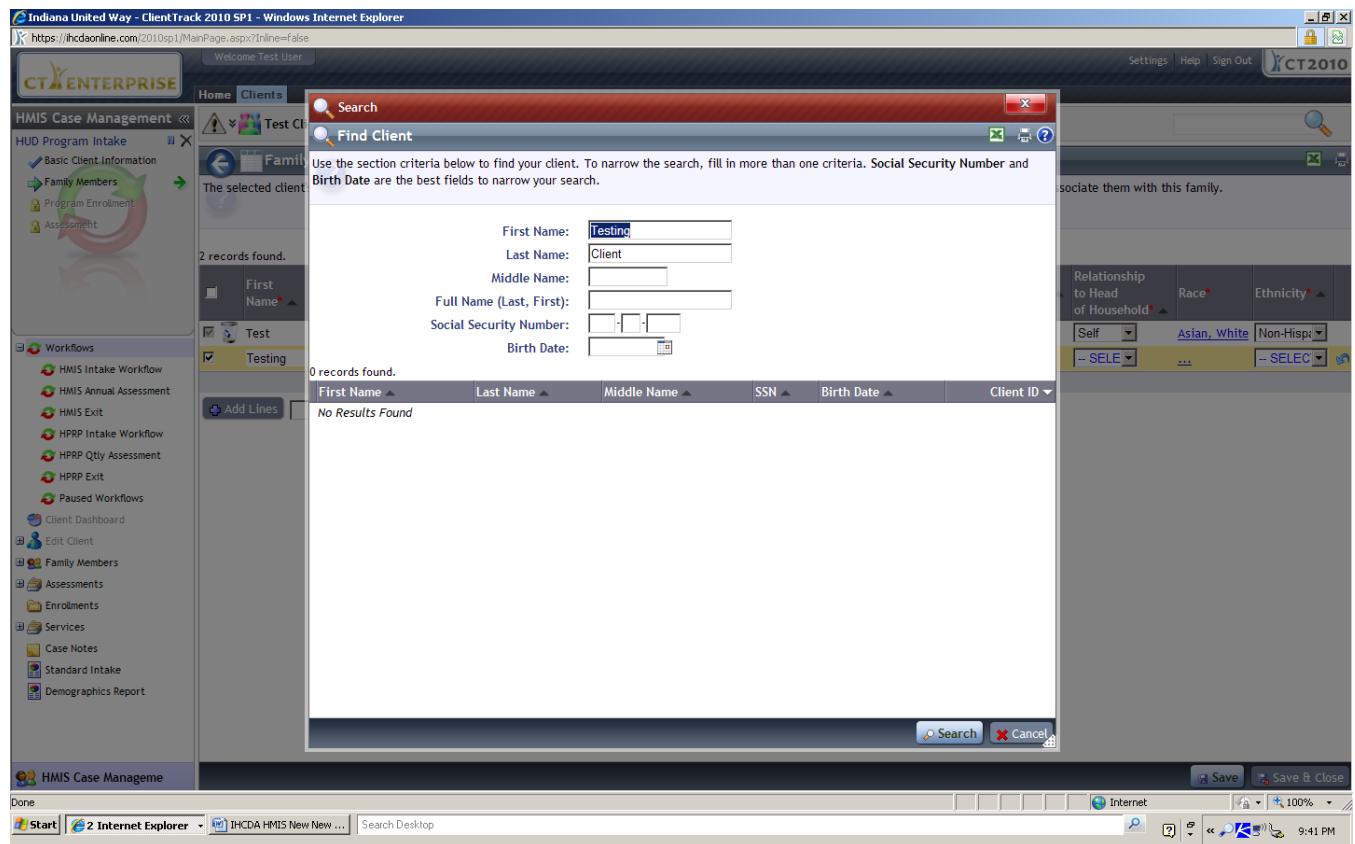 Indiana United Way - ClientTrack 2010 SP1 - Windows Internet Explorer
https://ihcdaonline.com/2010sp1/MainPage.aspx?Inline=false
Welcome Test User
Settings Help Sign Out
CT ENTERPRISE
CT2010
Home Clients
HMIS Case Management «
HUD Program Intake
Basic Client Information
Family Members
Program Enrollment
Assessment
Workflows
HMIS Intake Workflow
HMIS Annual Assessment
HMIS Exit
HPRP Intake Workflow
HPRP Qtly Assessment
HPRP Exit
Paused Workflows
Client Dashboard
Edit Client
Family Members
Assessments
Enrollments
Services
Case Notes
Standard Intake
Demographics Report
HMIS Case Manageme
Test Cli
Family
The selected client
sociate them with this family.
2 records found.
First Name*
Relationship to Head of Household*
Race*
Ethnicity*
Test
Self
Asian, White
Non-Hispa
Testing
-- SELE
...
-- SELEC
Add Lines
Search
Find Client
Use the section criteria below to find your client. To narrow the search, fill in more than one criteria. Social Security Number and
Birth Date are the best fields to narrow your search.
First Name: Testing
Last Name: Client
Middle Name:
Full Name (Last, First):
Social Security Number: - -
Birth Date:
0 records found.
First Name Last Name Middle Name SSN Birth Date Client ID
No Results Found
Search Cancel
Save Save & Close
Done
Internet
100%
Start
2 Internet Explorer
IHCDA HMIS New New ...
Search Desktop
9:41 PM